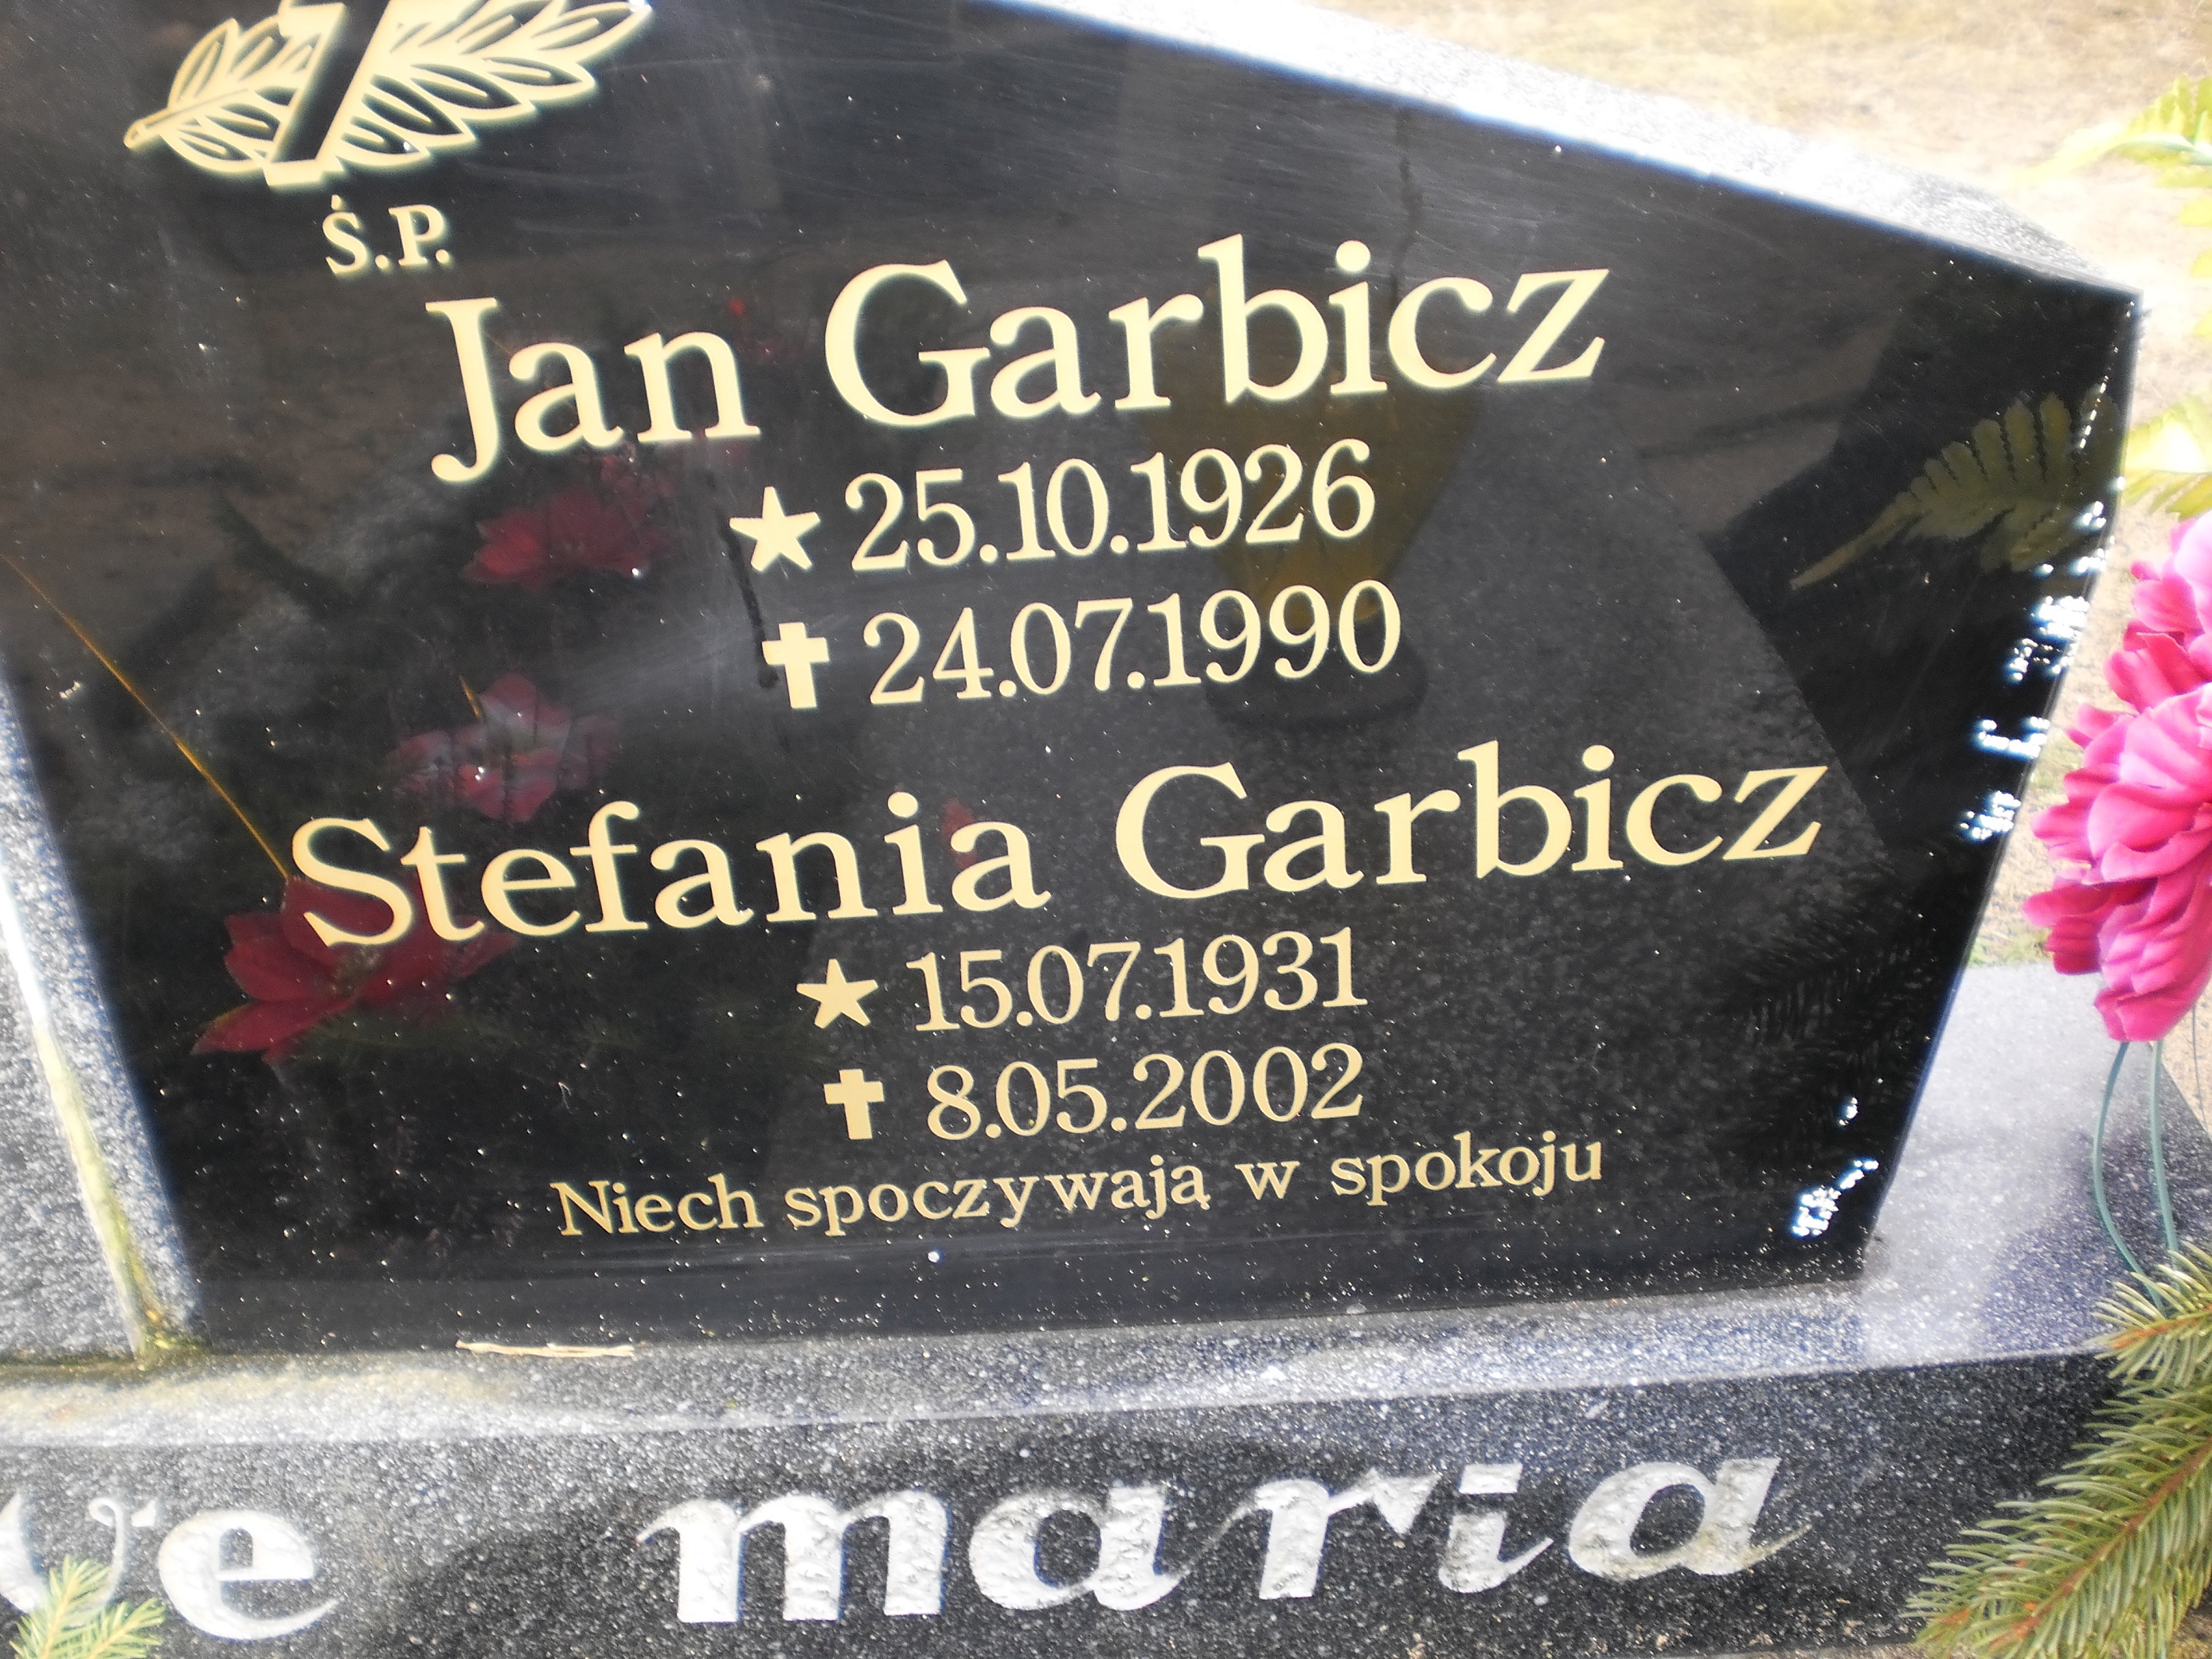 Ś.P.
Jan Garbicz
★ 25.10.1926
✝ 24.07.1990
Stefania Garbicz
★ 15.07.1931
✝ 8.05.2002
Niech spoczywają w spokoju
ve maria